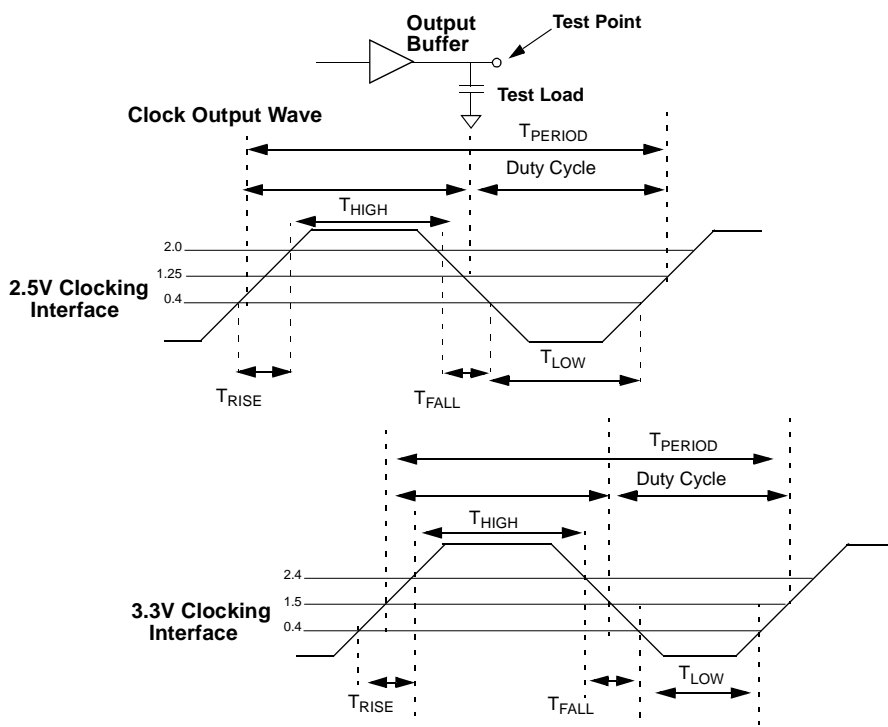 Output
Buffer
Test Point
Test Load
Clock Output Wave
TPERIOD
Duty Cycle
THIGH
2.0
1.25
0.4
2.5V Clocking
Interface
TLOW
TRISE
TFALL
TPERIOD
Duty Cycle
THIGH
2.4
1.5
0.4
3.3V Clocking
Interface
TLOW
TRISE
TFALL